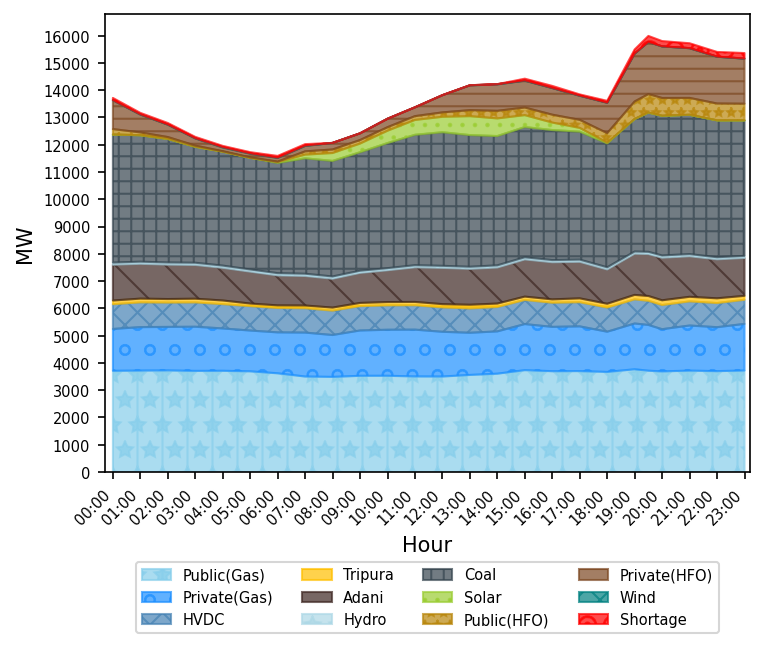 16000
15000
14000
13000
12000
11000
10000
9000
8000
7000
6000
5000
4000
3000
2000
1000
0
MW
00:00 01:00 02:00 03:00 04:00 05:00 06:00 07:00 08:00 09:00 10:00 11:00 12:00 13:00 14:00 15:00 16:00 17:00 18:00 19:00 20:00 21:00 22:00 23:00
Hour
Public(Gas) Tripura Coal Private(HFO)
Private(Gas) Adani Solar Wind
HVDC Hydro Public(HFO) Shortage